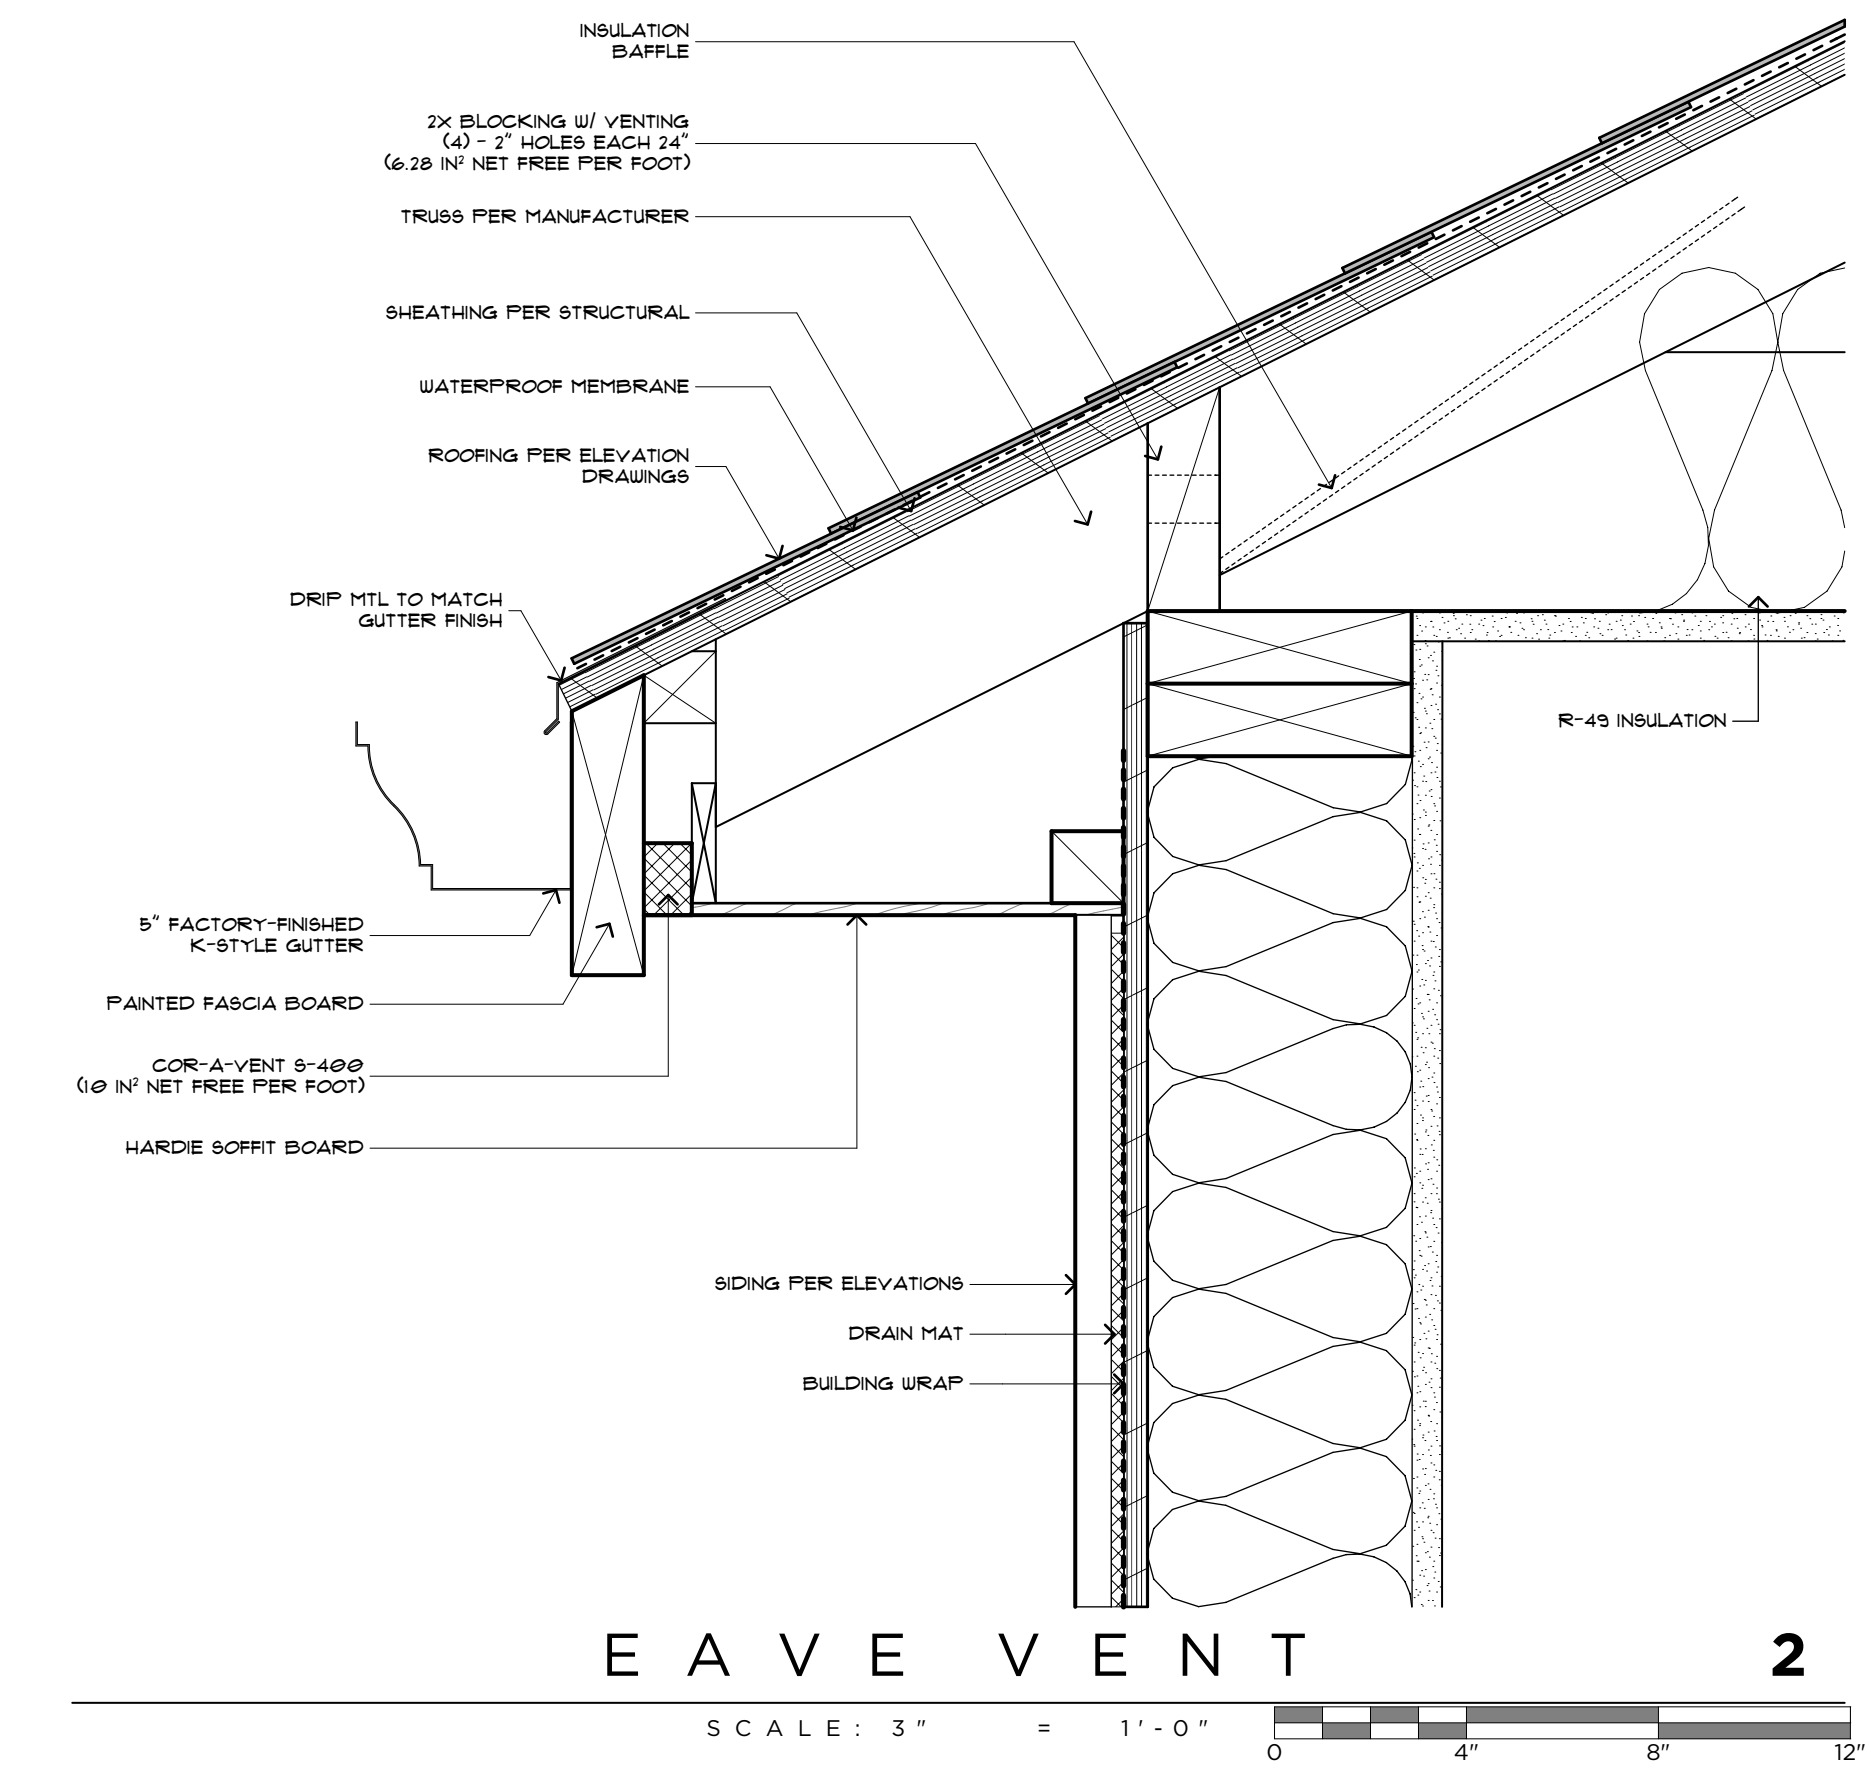 INSULATION
BAFFLE
2X BLOCKING W/ VENTING
(4) - 2" HOLES EACH 24"
(6.28 IN² NET FREE PER FOOT)
TRUSS PER MANUFACTURER
SHEATHING PER STRUCTURAL
WATERPROOF MEMBRANE
ROOFING PER ELEVATION
DRAWINGS
DRIP MTL TO MATCH
GUTTER FINISH
R-49 INSULATION
5" FACTORY-FINISHED
K-STYLE GUTTER
PAINTED FASCIA BOARD
COR-A-VENT S-400
(10 IN² NET FREE PER FOOT)
HARDIE SOFFIT BOARD
SIDING PER ELEVATIONS
DRAIN MAT
BUILDING WRAP
EAVE VENT 2
SCALE: 3" = 1'-0"
0 4" 8" 12"